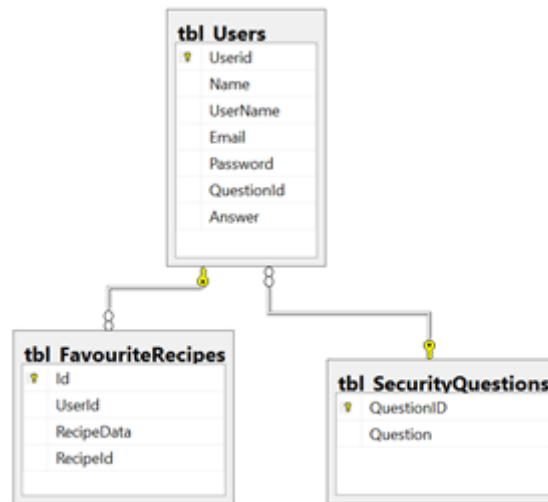 tbl_Users
Userid
Name
UserName
Email
Password
QuestionId
Answer
tbl_FavouriteRecipes
Id
UserId
RecipeData
RecipeId
tbl_SecurityQuestions
QuestionID
Question